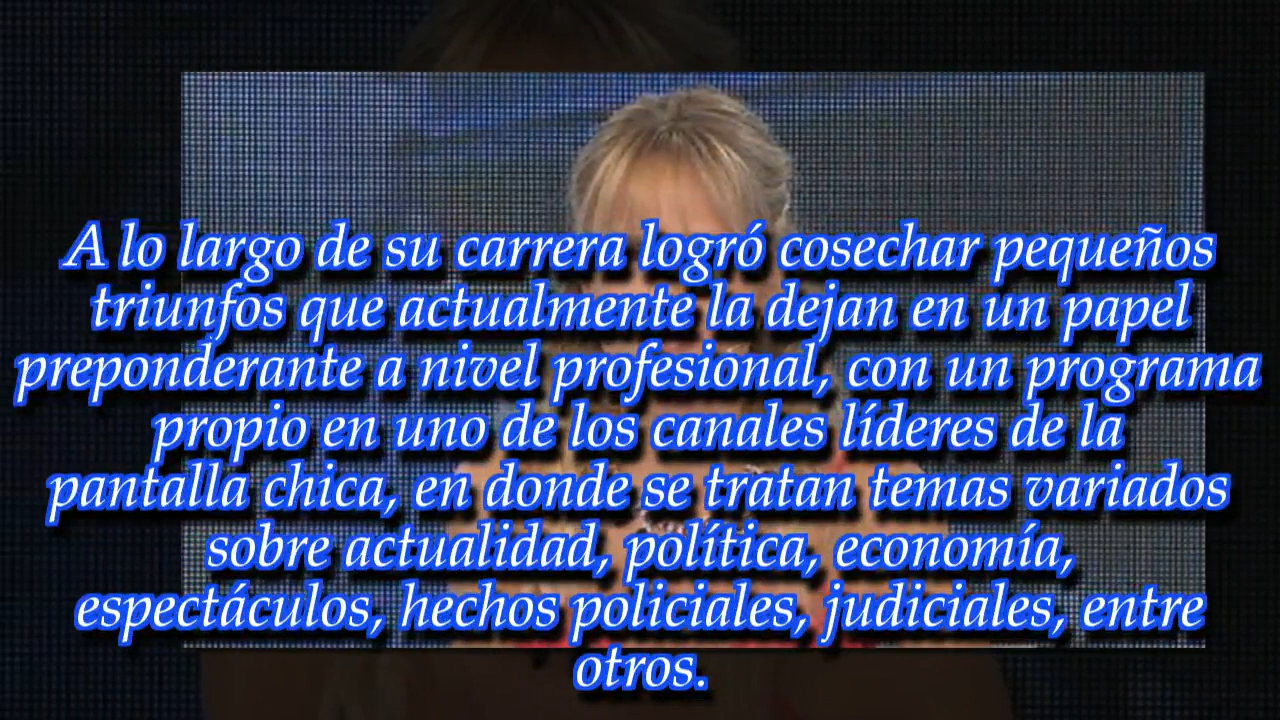 A lo largo de su carrera logró cosechar pequeños
triunfos que actualmente la dejan en un papel
preponderante a nivel profesional, con un programa
propio en uno de los canales líderes de la
pantalla chica, en donde se tratan temas variados
sobre actualidad, política, economía,
espectáculos, hechos policiales, judiciales, entre
otros.